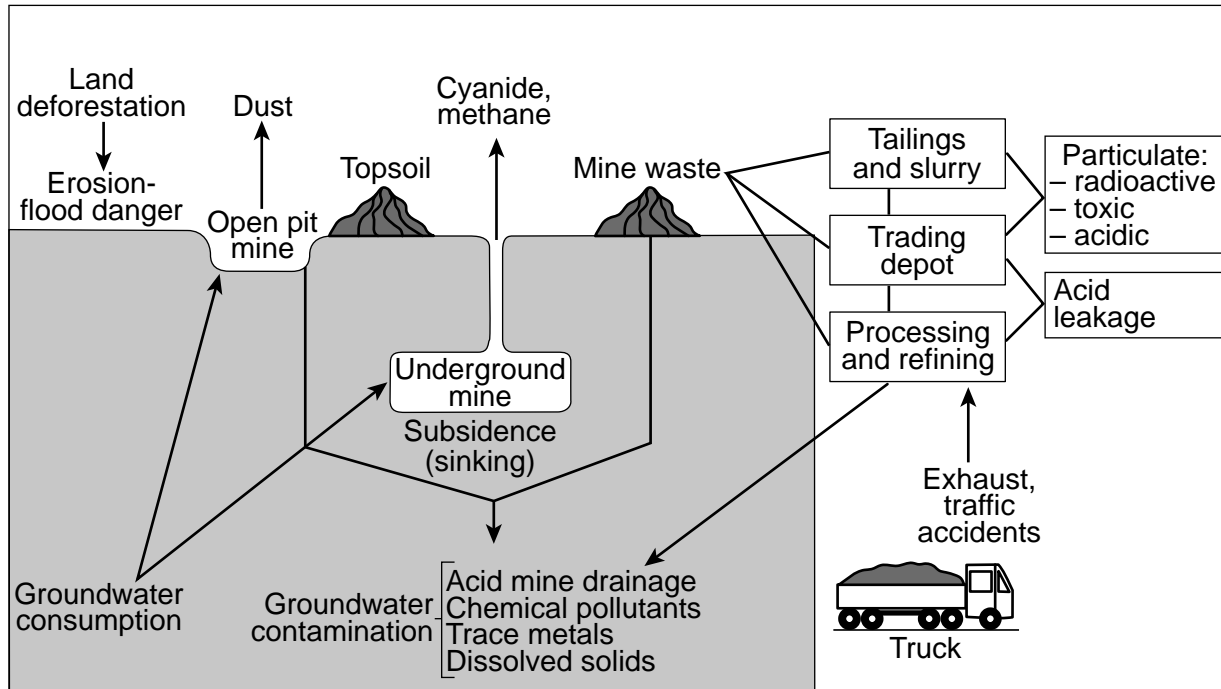 Land
deforestation
Erosion-
flood danger
Dust
Open pit
mine
Topsoil
Cyanide,
methane
Mine waste
Underground
mine
Subsidence
(sinking)
Tailings
and slurry
Trading
depot
Processing
and refining
Particulate:
– radioactive
– toxic
– acidic
Acid
leakage
Exhaust,
traffic
accidents
Truck
Groundwater
consumption
Groundwater
contamination
Acid mine drainage
Chemical pollutants
Trace metals
Dissolved solids